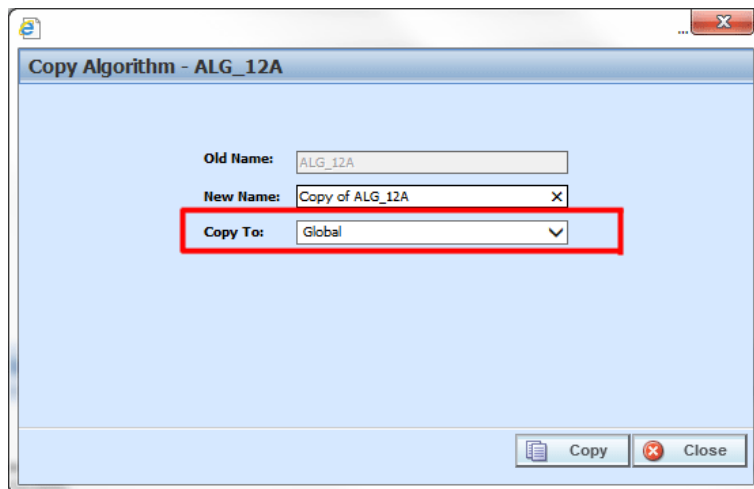 ...
Copy Algorithm - ALG_12A
Old Name: ALG_12A
New Name: Copy of ALG_12A
Copy To: Global
Copy Close